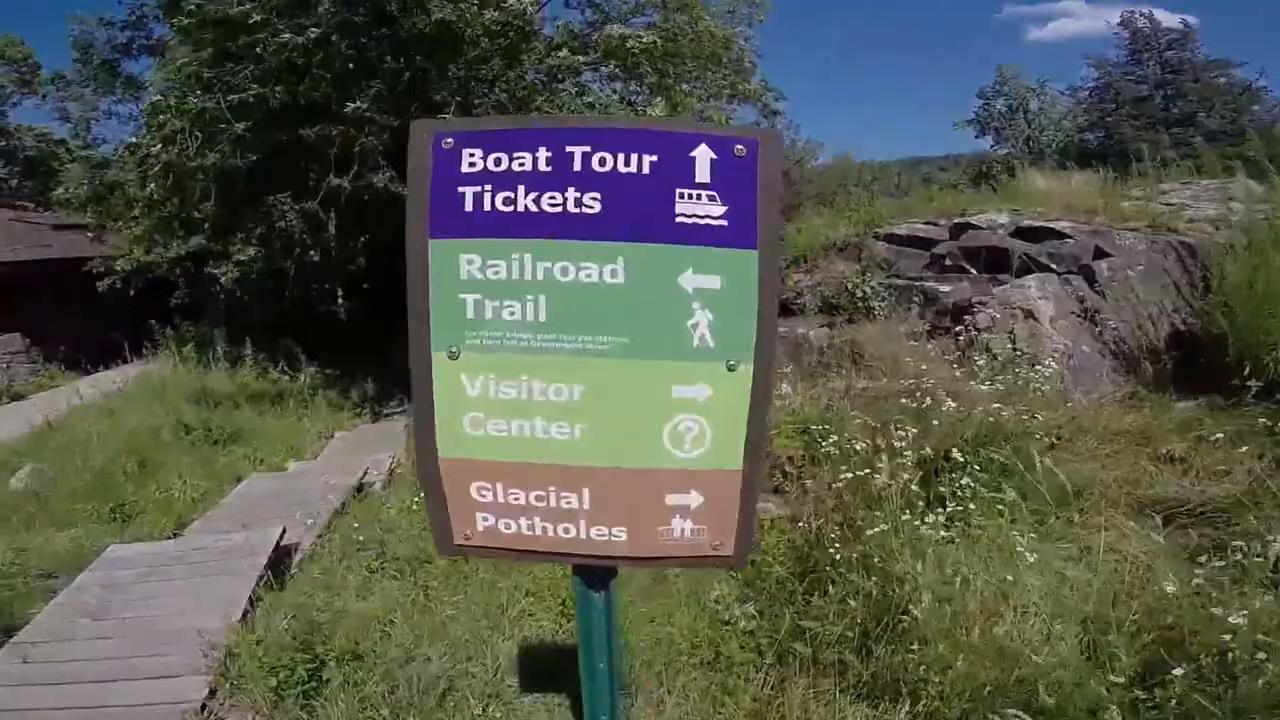 Boat Tour
Tickets
Railroad
Trail
Visitor
Center
?
Glacial
Potholes